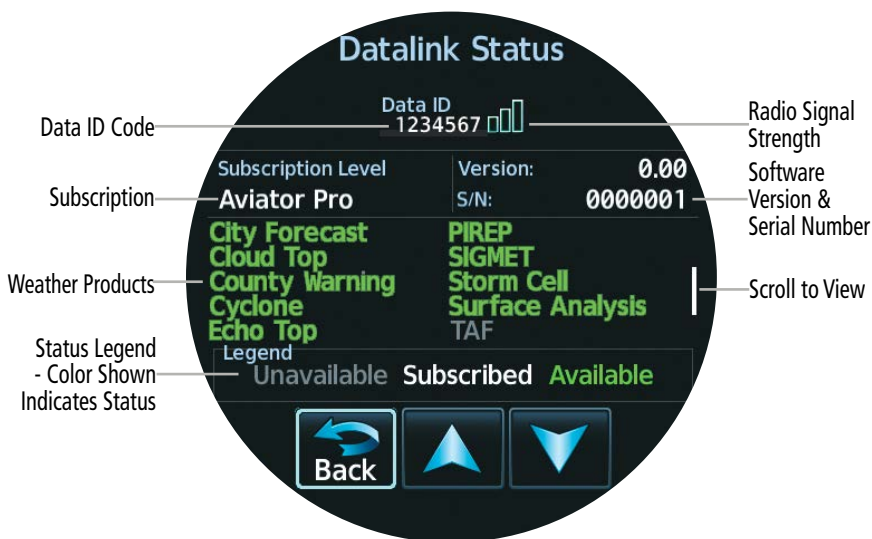 Datalink Status
Data ID
Data ID Code
1234567
Radio Signal
Strength
Subscription Level
Version:
0.00
Software
Version &
Serial Number
Subscription
Aviator Pro
S/N:
0000001
City Forecast
PIREP
Cloud Top
SIGMET
Weather Products
County Warning
Storm Cell
Scroll to View
Cyclone
Surface Analysis
Echo Top
TAF
Status Legend
- Color Shown
Indicates Status
Legend
Unavailable Subscribed Available
Back